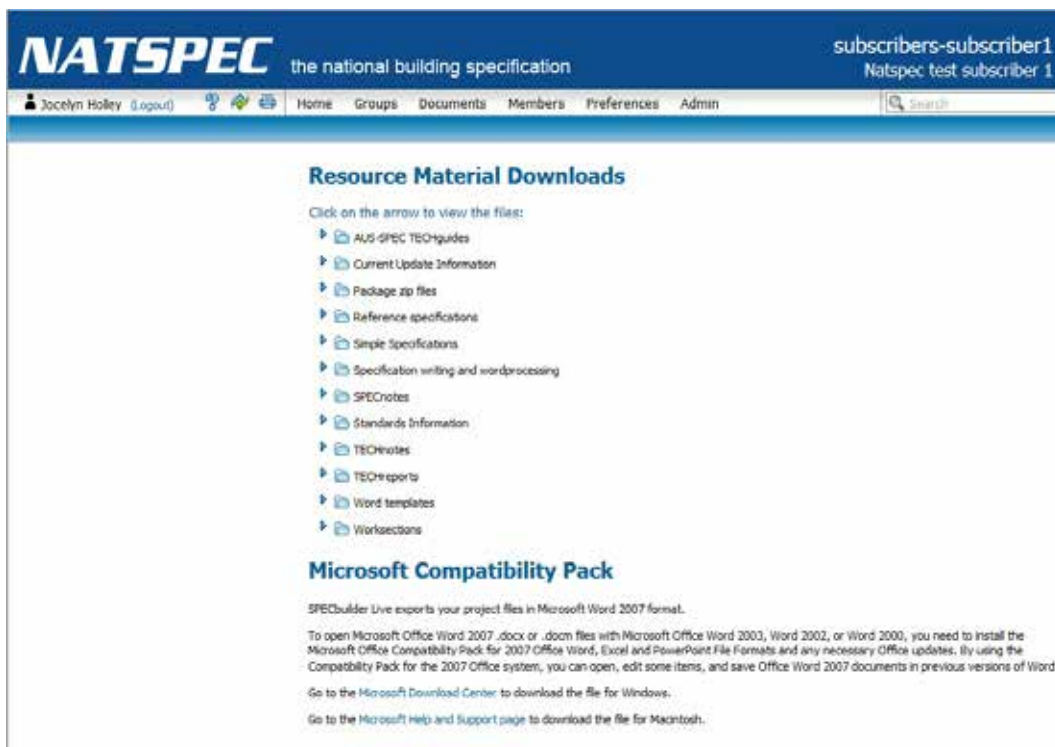 NATSPEC the national building specification
subscribers-subscriber1
Natspec test subscriber 1
Jocelyn Holley (Logout) Home Groups Documents Members Preferences Admin Search
Resource Material Downloads
Click on the arrow to view the files:
AUS-SPEC TECHguides
Current Update Information
Package zip files
Reference specifications
Simple Specifications
Specification writing and wordprocessing
SPECnotes
Standards Information
TECHnotes
TECHreports
Word templates
Worksections
Microsoft Compatibility Pack
SPECbuilder Live exports your project files in Microsoft Word 2007 format.
To open Microsoft Office Word 2007 .docx or .docm files with Microsoft Office Word 2003, Word 2002, or Word 2000, you need to install the
Microsoft Office Compatibility Pack for 2007 Office Word, Excel and PowerPoint File Formats and any necessary Office updates. By using the
Compatibility Pack for the 2007 Office system, you can open, edit some items, and save Office Word 2007 documents in previous versions of Word
Go to the Microsoft Download Center to download the file for Windows.
Go to the Microsoft Help and Support page to download the file for Macintosh.